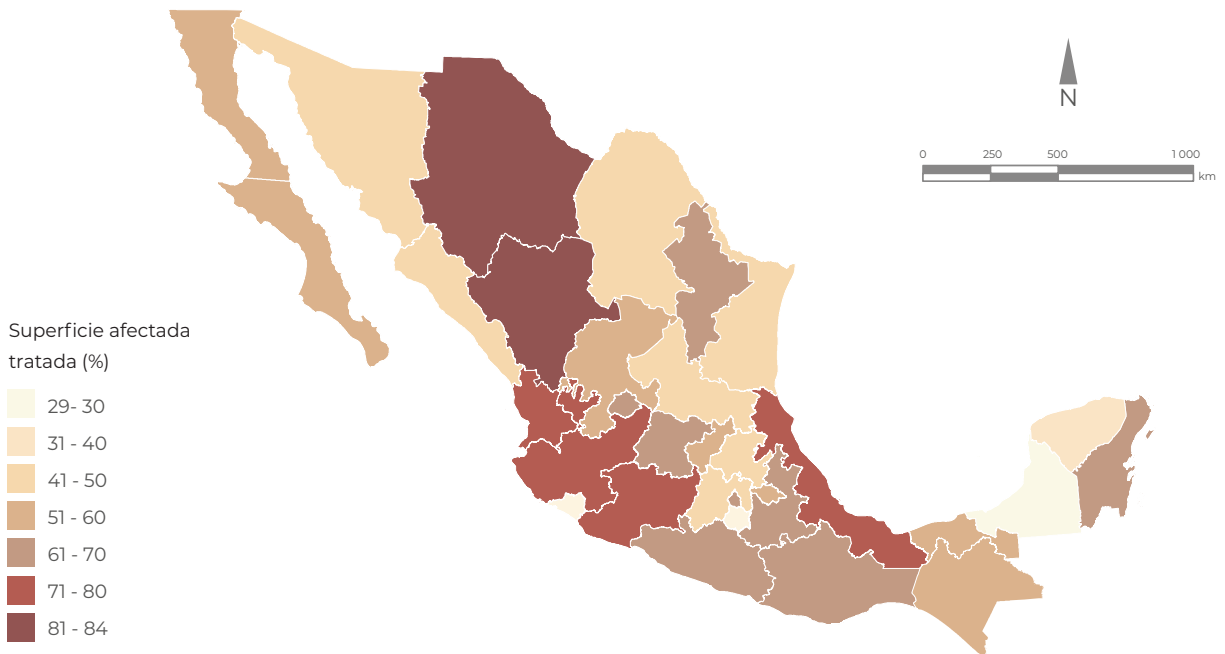 N
0 250 500 1 000
km
Superficie afectada
tratada (%)
29- 30
31 - 40
41 - 50
51 - 60
61 - 70
71 - 80
81 - 84